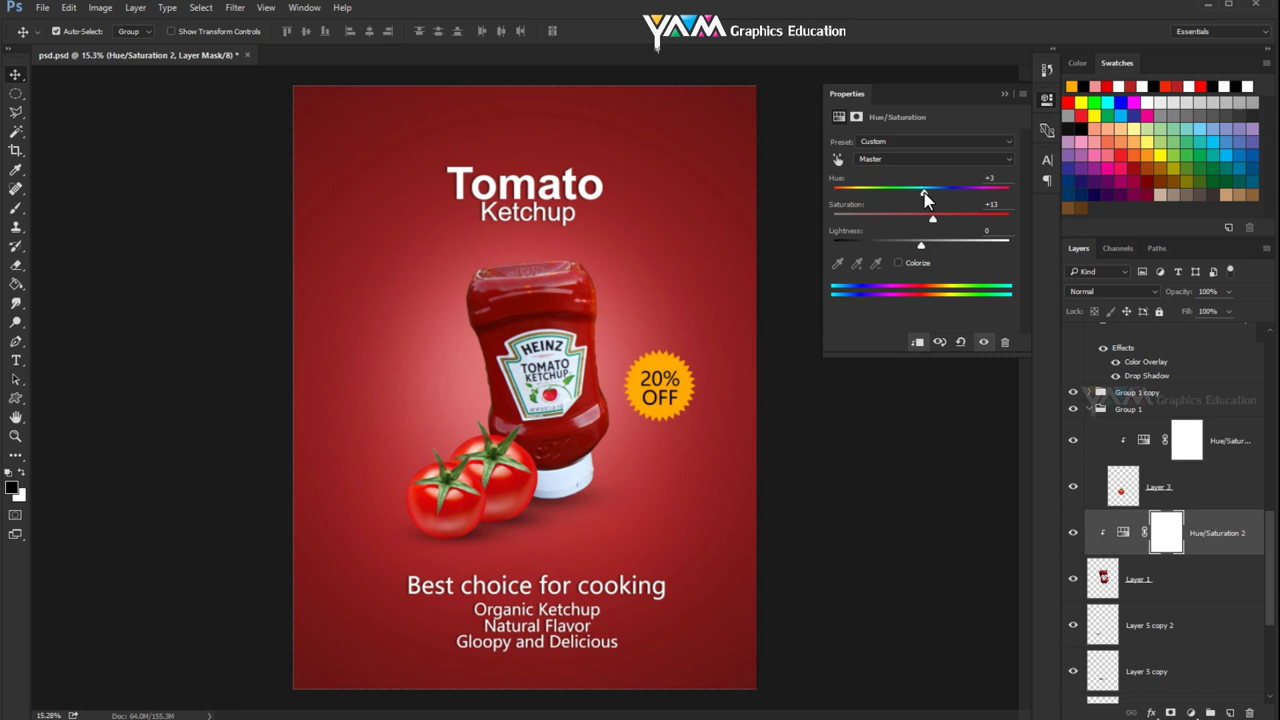 Ps File Edit Image Layer Type Select Filter 3D View Window Help
Auto-Select: Group Show Transform Controls
YAM Graphics Education
Essentials
psd.psd @ 15.3% (Hue/Saturation 2, Layer Mask/8) *
Color Swatches
Properties
Hue/Saturation
Preset: Custom
Master
Hue: +3
Saturation: +13
Lightness: 0
Colorize
Tomato
Ketchup
HEINZ
TOMATO
KETCHUP
20%
OFF
Best choice for cooking
Organic Ketchup
Natural Flavor
Gloopy and Delicious
Layers Channels Paths
Kind
Normal Opacity: 100%
Lock: Fill: 100%
Effects
Color Overlay
Drop Shadow
Group 1 copy
YAM Graphics Education
Group 1
Hue/Satur...
Layer 3
Hue/Saturation 2
Layer 1
Layer 5 copy 2
Layer 5 copy
15.28% Doc: 64.0M/155.3M